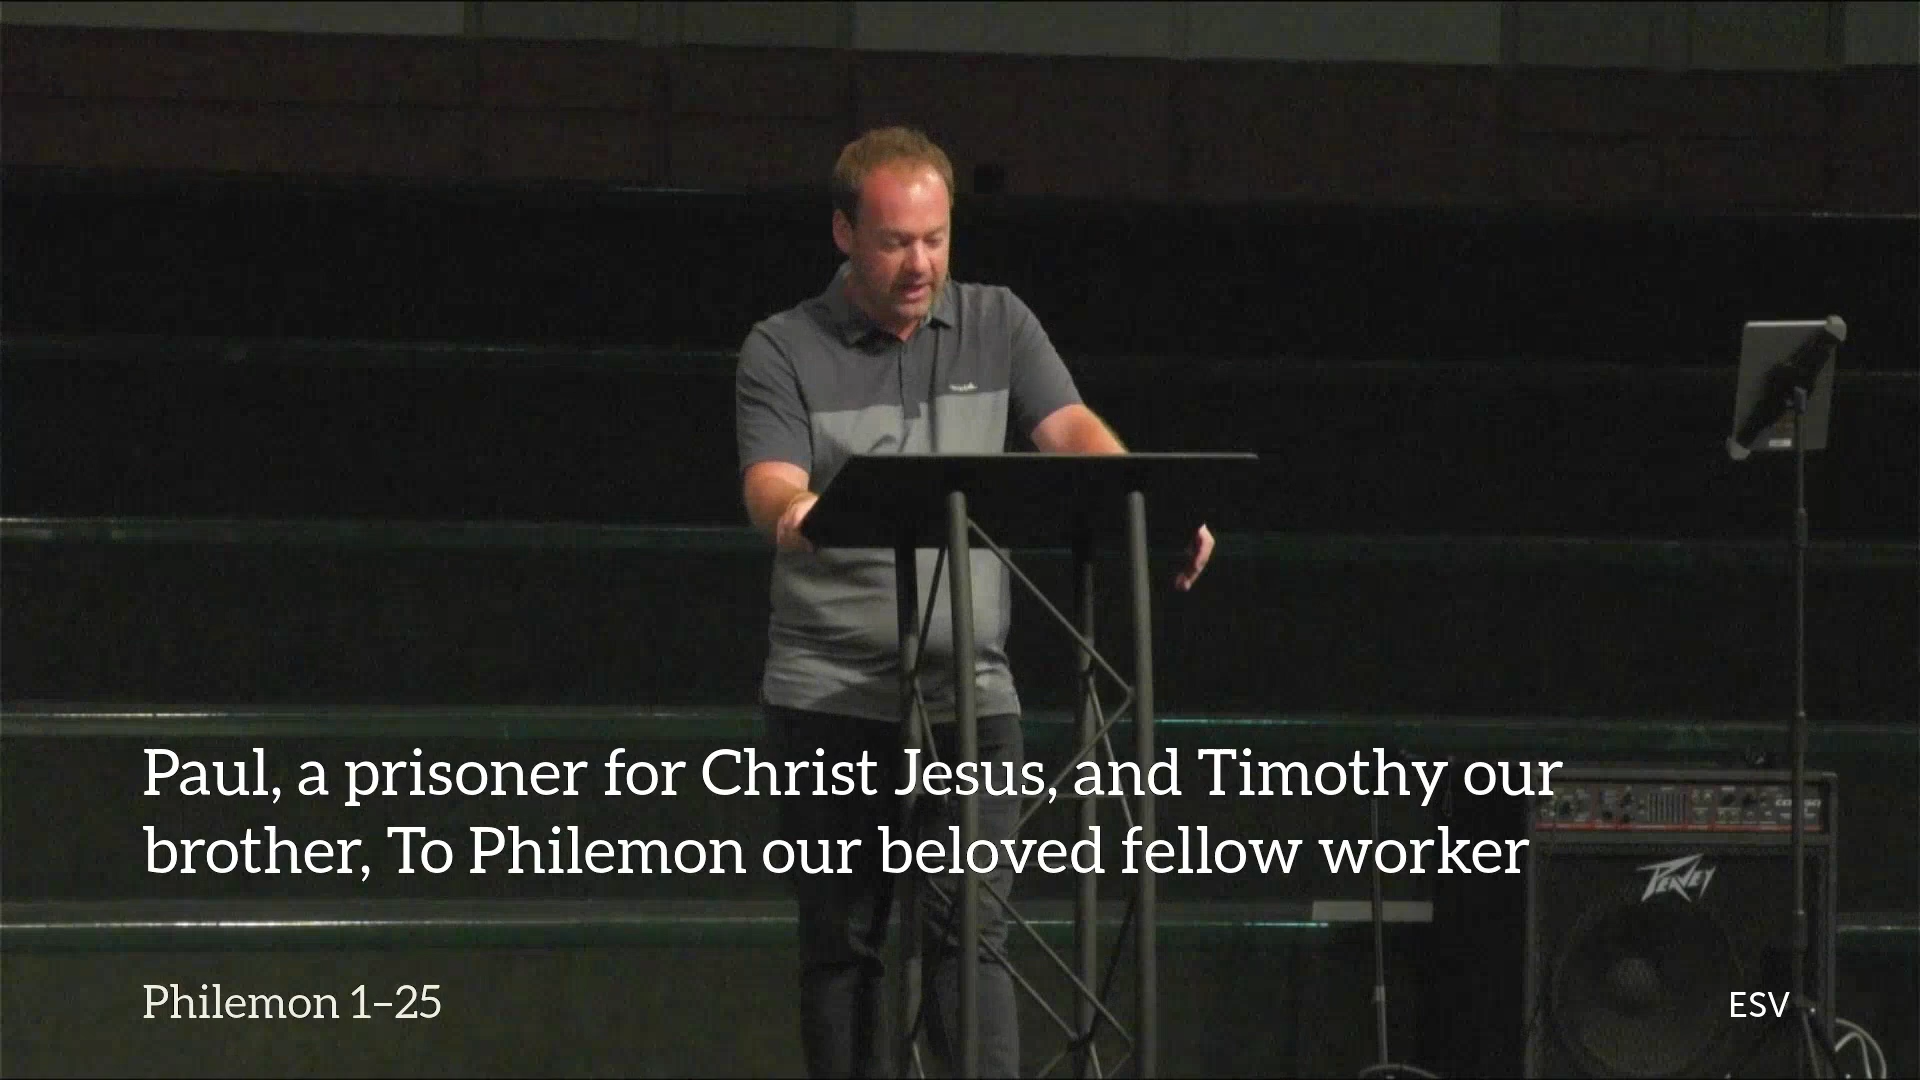 Paul, a prisoner for Christ Jesus, and Timothy our
brother, To Philemon our beloved fellow worker
Philemon 1–25
ESV
PEAVEY